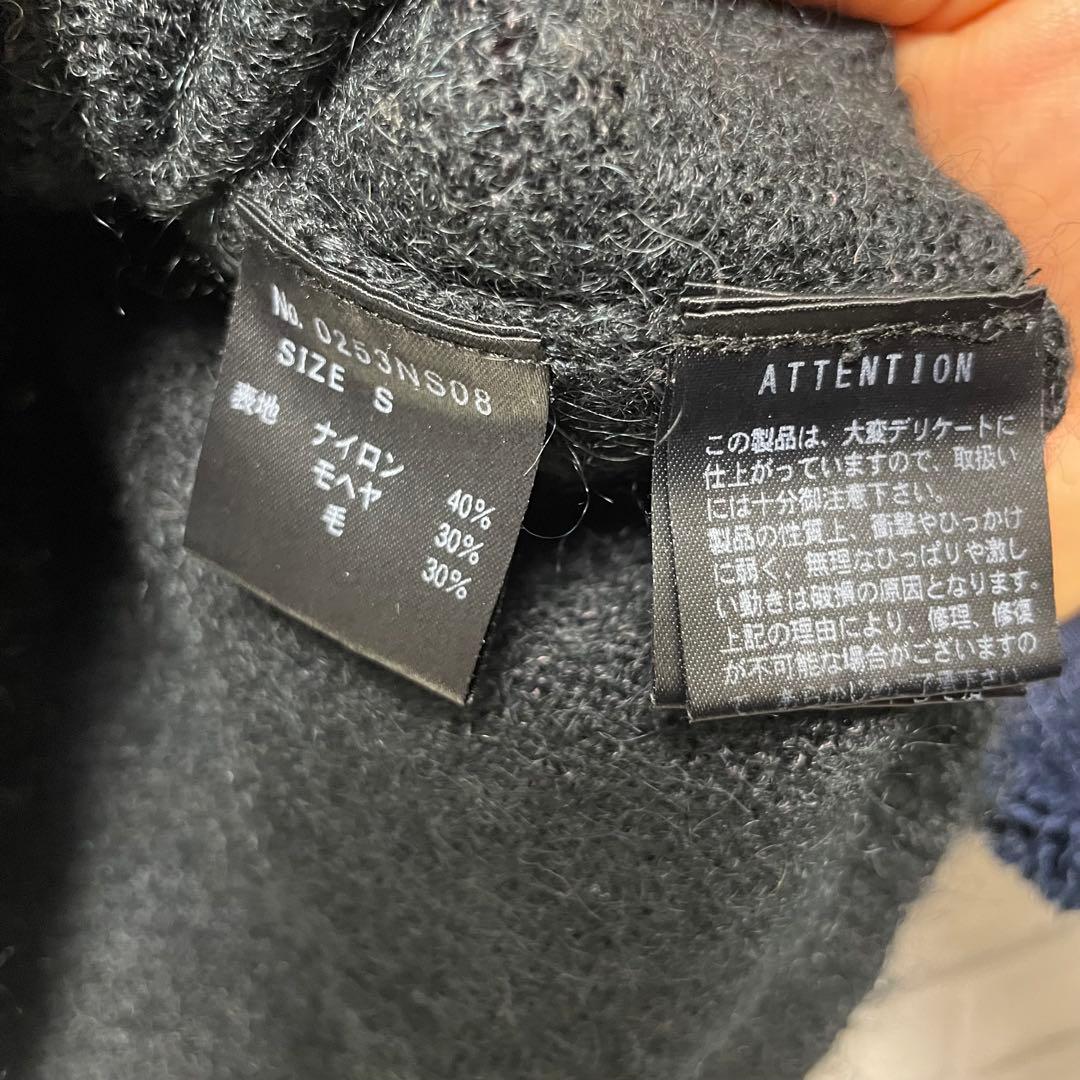 No. 0253NS08
SIZE S
表地 ナイロン 40%
モヘヤ 30%
毛 30%
ATTENTION
この製品は、大変デリケートに
仕上がっていますので、取扱い
には十分御注意下さい。
製品の性質上、衝撃やひっかけ
に弱く、無理なひっぱりや激し
い動きは破損の原因となります。
上記の理由により、修理、修復
が不可能な場合がございますの